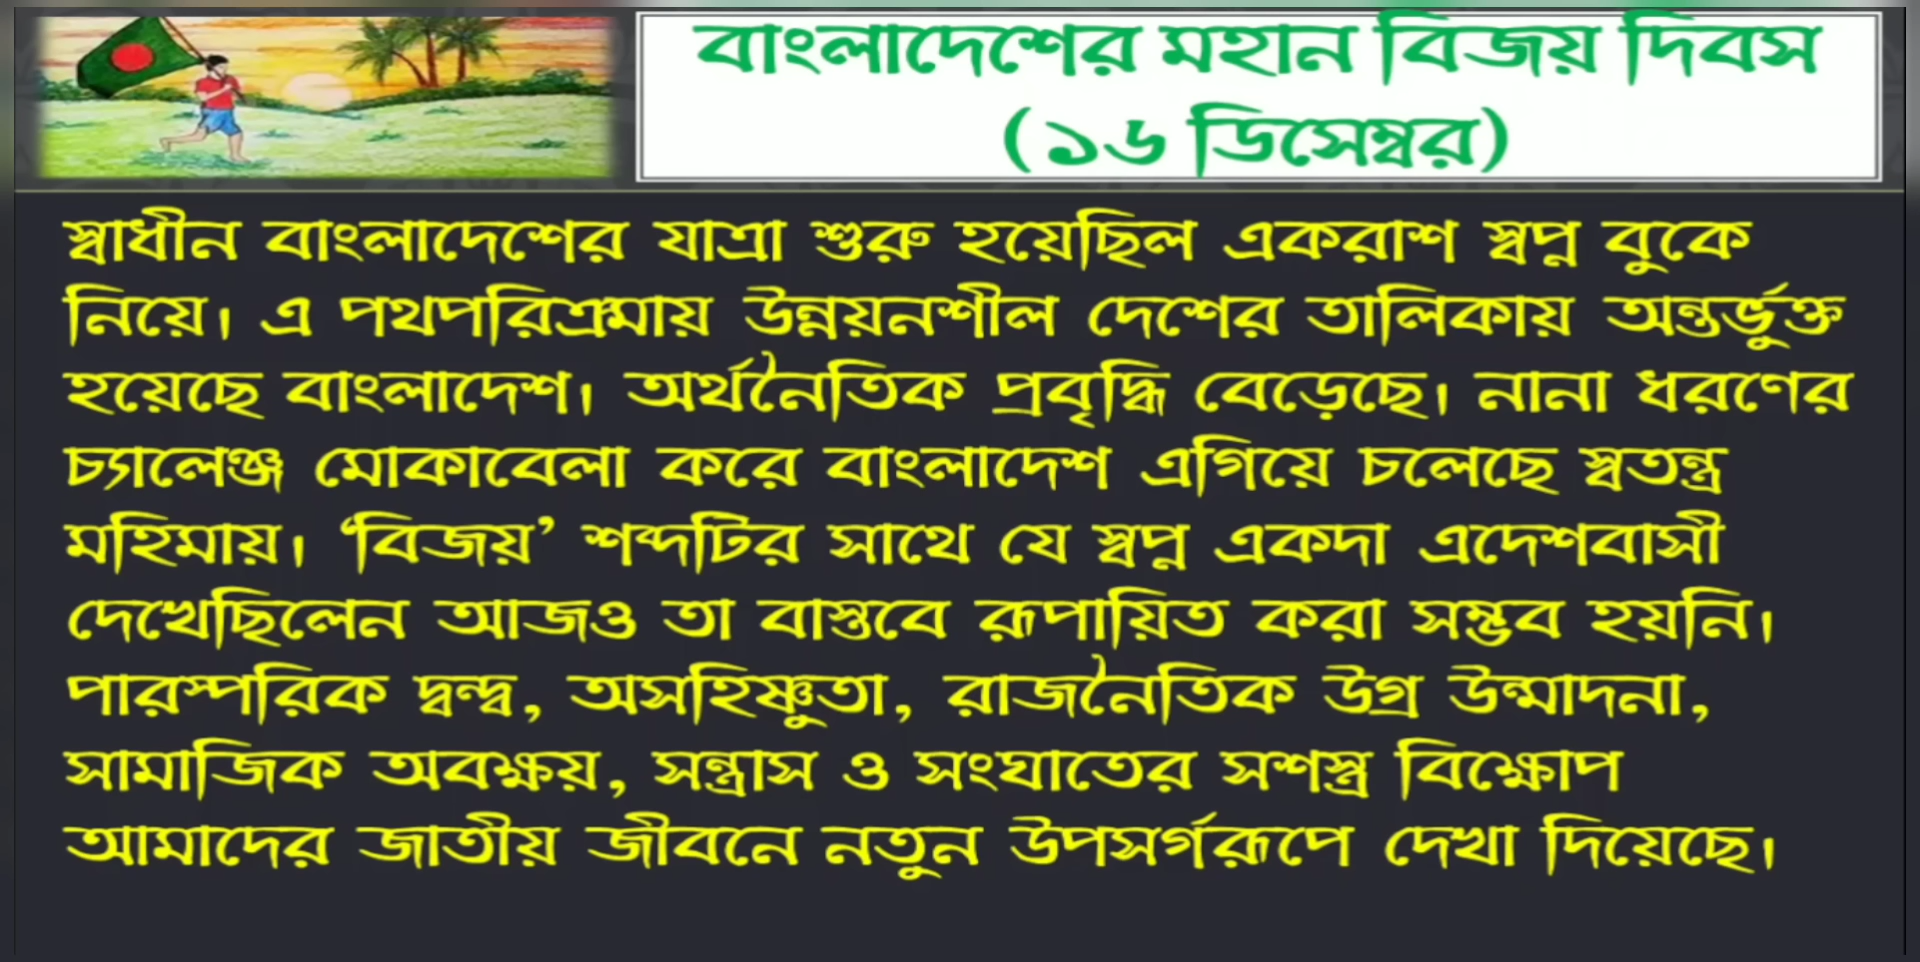 বাংলাদেশের মহান বিজয় দিবস
(১৬ ডিসেম্বর)
স্বাধীন বাংলাদেশের যাত্রা শুরু হয়েছিল একরাশ স্বপ্ন বুকে
নিয়ে। এ পথপরিক্রমায় উন্নয়নশীল দেশের তালিকায় অন্তর্ভুক্ত
হয়েছে বাংলাদেশ। অর্থনৈতিক প্রবৃদ্ধি বেড়েছে। নানা ধরণের
চ্যালেঞ্জ মোকাবেলা করে বাংলাদেশ এগিয়ে চলেছে স্বতন্ত্র
মহিমায়। ‘বিজয়’ শব্দটির সাথে যে স্বপ্ন একদা এদেশবাসী
দেখেছিলেন আজও তা বাস্তবে রূপায়িত করা সম্ভব হয়নি।
পারস্পরিক দ্বন্দ্ব, অসহিষ্ণুতা, রাজনৈতিক উগ্র উন্মাদনা,
সামাজিক অবক্ষয়, সন্ত্রাস ও সংঘাতের সশস্ত্র বিক্ষোপ
আমাদের জাতীয় জীবনে নতুন উপসর্গরূপে দেখা দিয়েছে।